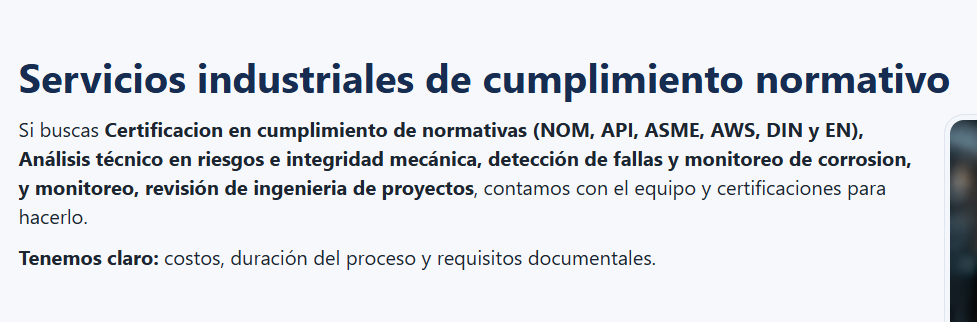 Servicios industriales de cumplimiento normativo
Si buscas Certificacion en cumplimiento de normativas (NOM, API, ASME, AWS, DIN y EN),
Análisis técnico en riesgos e integridad mecánica, detección de fallas y monitoreo de corrosion,
y monitoreo, revisión de ingenieria de proyectos, contamos con el equipo y certificaciones para
hacerlo.
Tenemos claro: costos, duración del proceso y requisitos documentales.